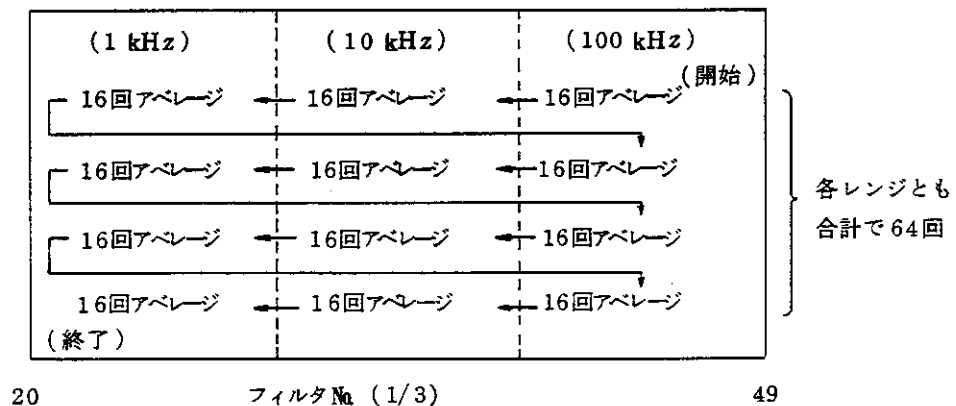 (1 kHz) (10 kHz) (100 kHz)
(開始)
16回アベレージ 16回アベレージ 16回アベレージ
16回アベレージ 16回アベレージ 16回アベレージ
各レンジとも
合計で64回
16回アベレージ 16回アベレージ 16回アベレージ
16回アベレージ 16回アベレージ 16回アベレージ
(終了)
20 フィルタ№ (1/3) 49